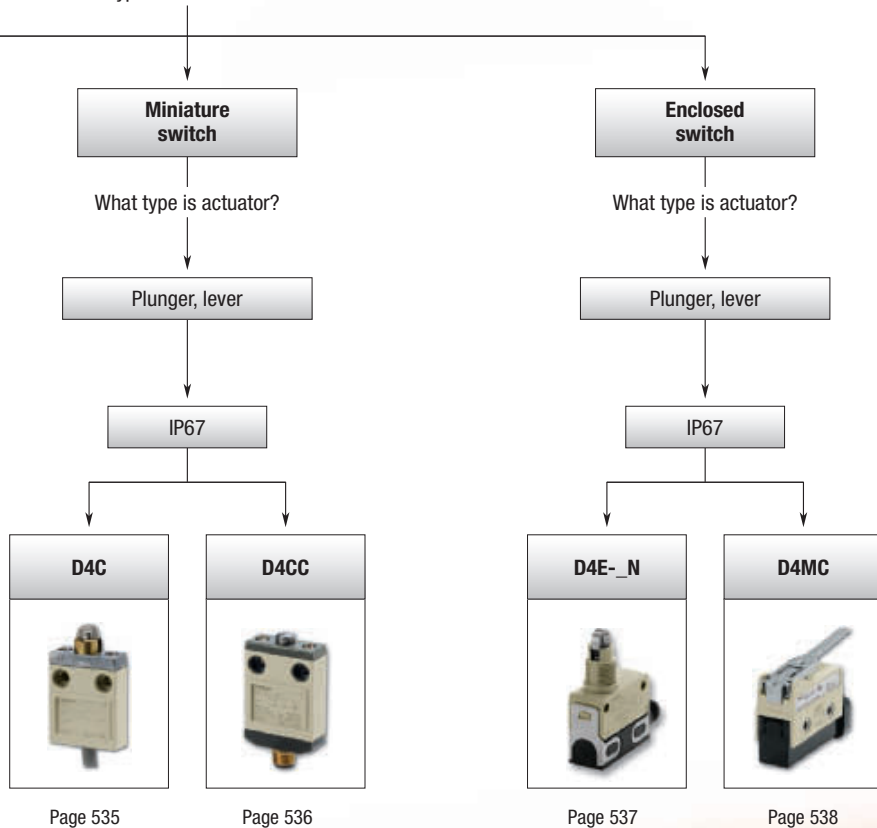 Miniature
switch
Enclosed
switch
What type is actuator?
What type is actuator?
Plunger, lever
Plunger, lever
IP67
IP67
D4C
D4CC
D4E-_N
D4MC
Page 535
Page 536
Page 537
Page 538